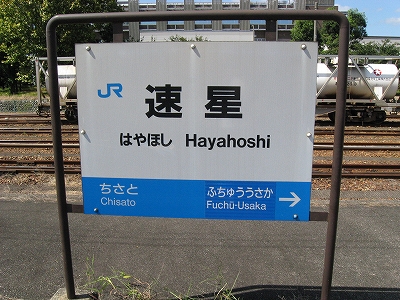 JR
速星
はやほし Hayahoshi
ちさと ふちゅううさか
Chisato Fuchū-Usaka